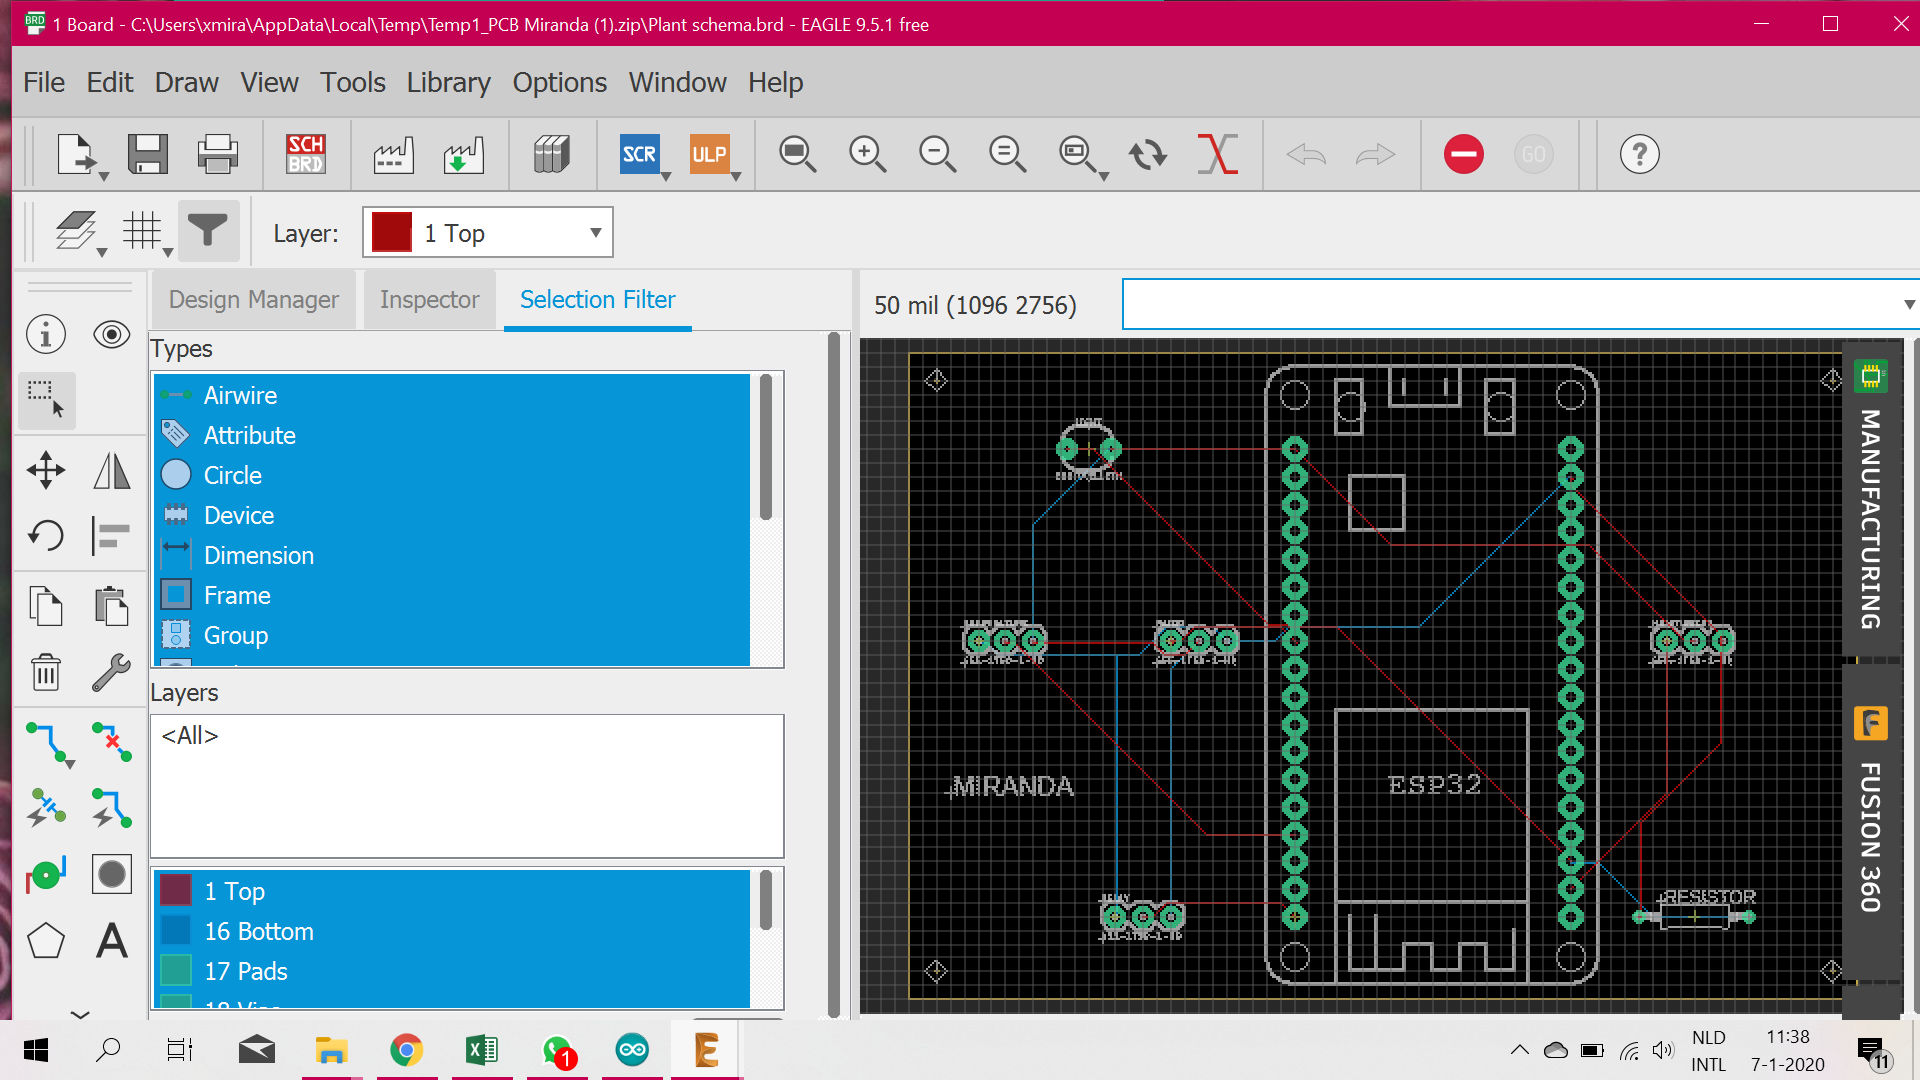 1 Board - C:\Users\xmira\AppData\Local\Temp\Temp1_PCB Miranda (1).zip\Plant schema.brd - EAGLE 9.5.1 free
File Edit Draw View Tools Library Options Window Help
SCH BRD
SCR
ULP
GO
Layer: 1 Top
Design Manager Inspector Selection Filter
50 mil (1096 2756)
Types
Airwire
Attribute
Circle
Device
Dimension
Frame
Group
Layers
<All>
1 Top
16 Bottom
17 Pads
MIRANDA
ESP32
RESISTOR
MANUFACTURING
FUSION 360
1
NLD
INTL
11:38
7-1-2020
11